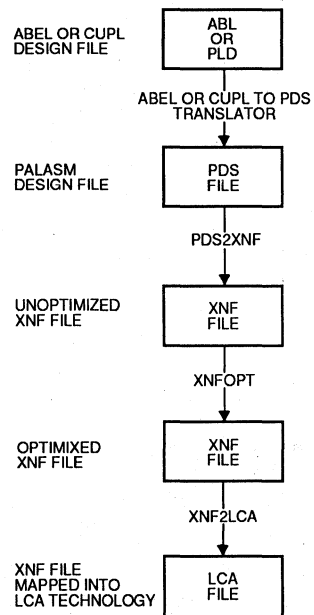 ABEL OR CUPL
DESIGN FILE
ABL
OR
PLD
ABEL OR CUPL TO PDS
TRANSLATOR
PALASM
DESIGN FILE
PDS
FILE
PDS2XNF
UNOPTIMIZED
XNF FILE
XNF
FILE
XNFOPT
OPTIMIXED
XNF FILE
XNF
FILE
XNF2LCA
XNF FILE
MAPPED INTO
LCA TECHNOLOGY
LCA
FILE